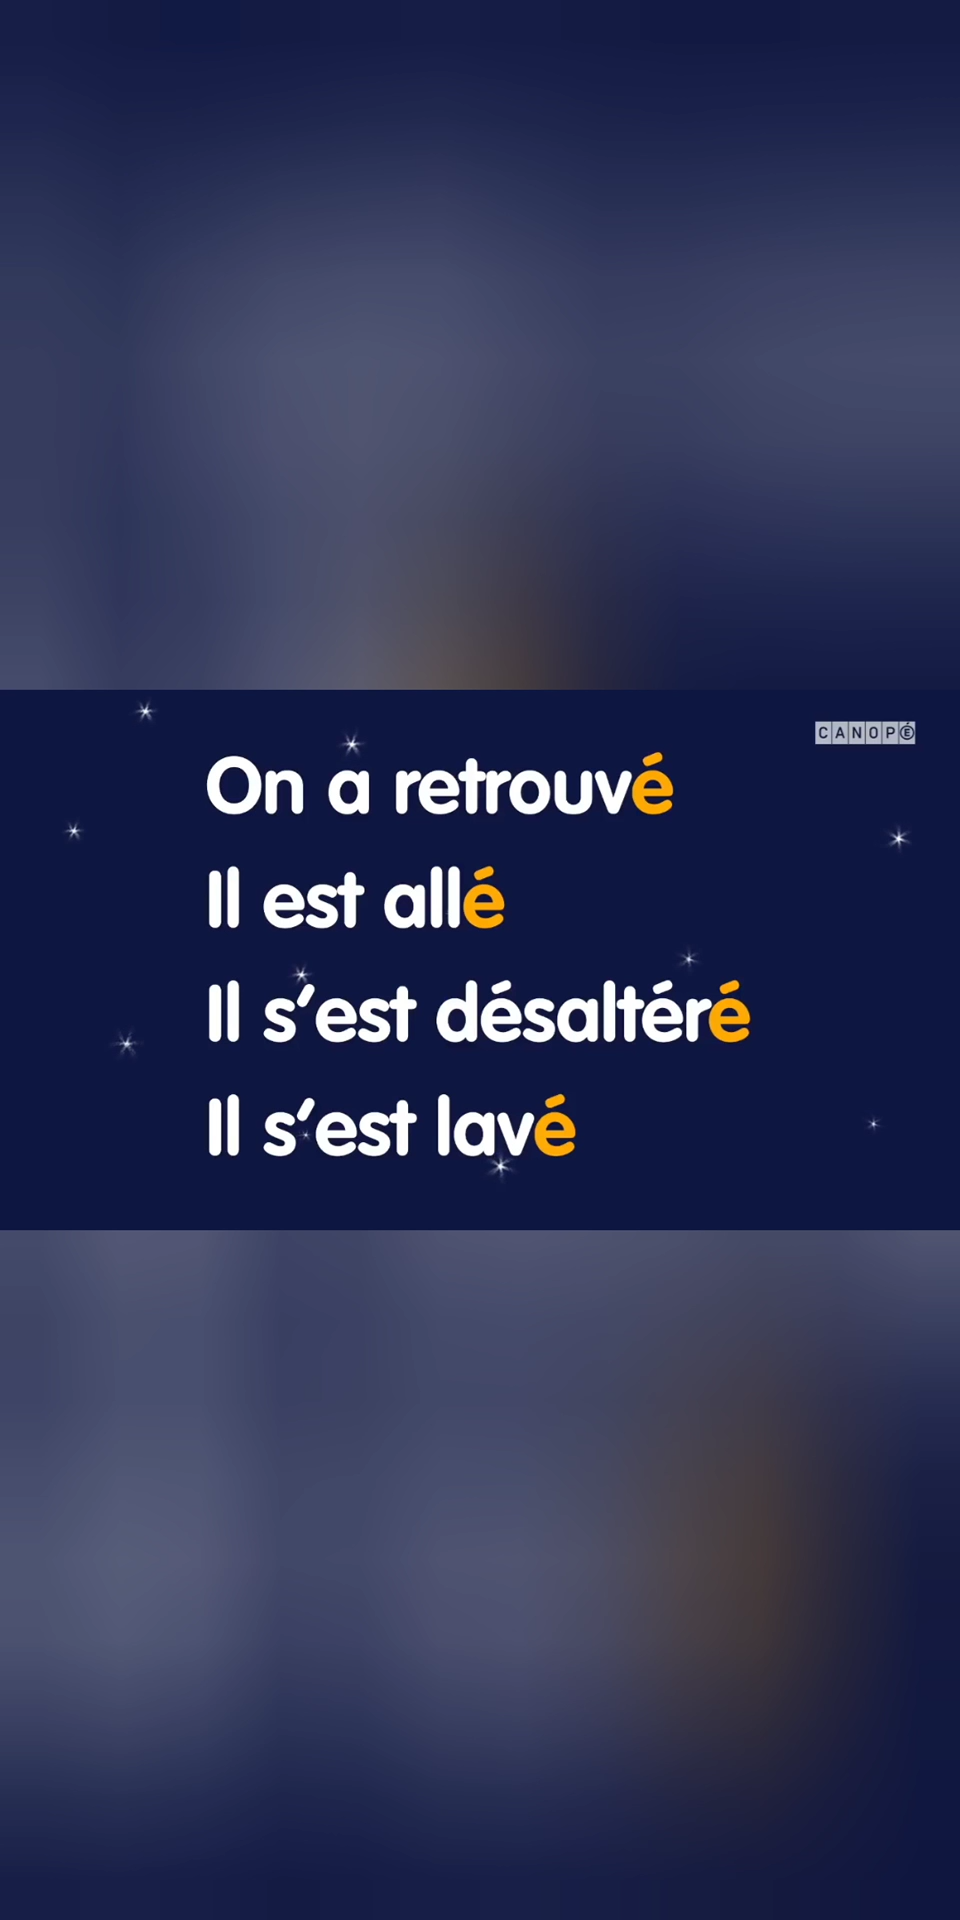 CANOPÉ
On a retrouvé
Il est allé
Il s’est désaltéré
Il s’est lavé